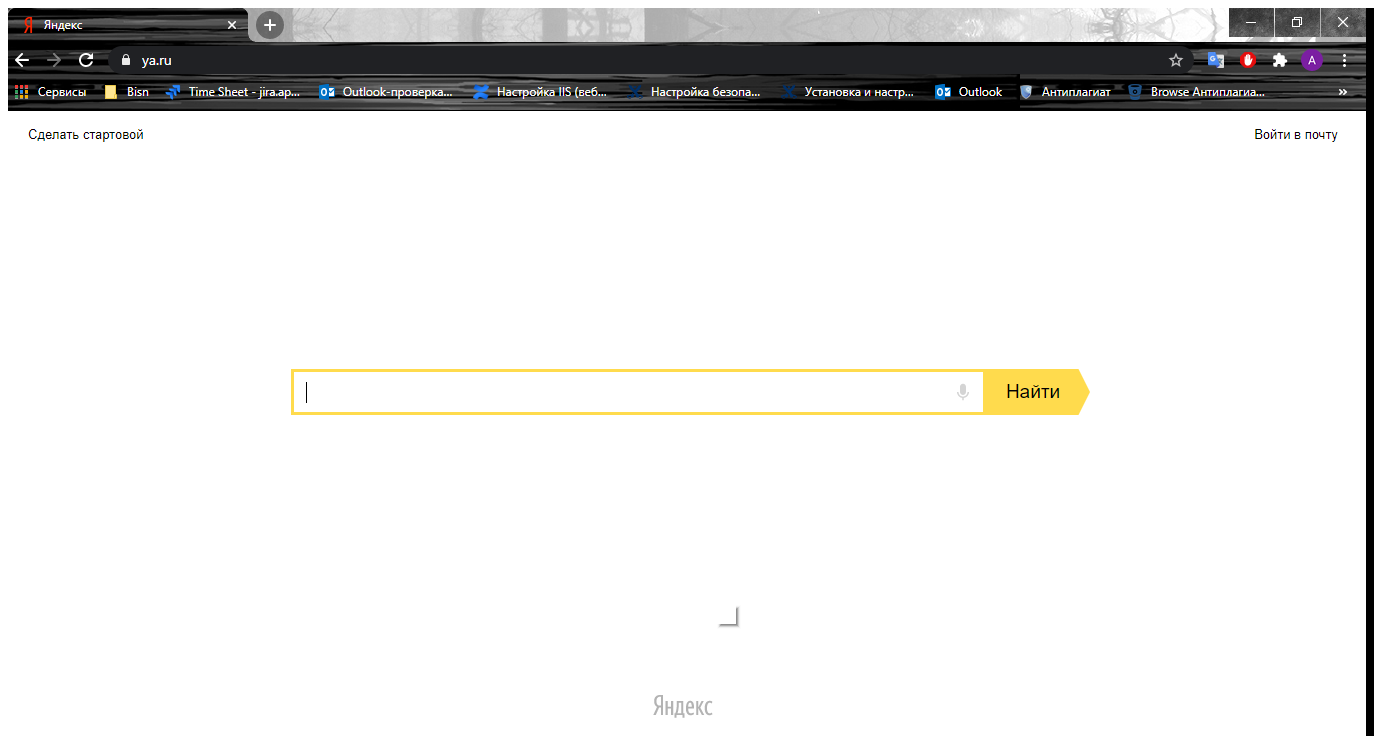 Яндекс
ya.ru
Сервисы Bisn Time Sheet - jira.ap... Outlook-проверка... Настройка IIS (веб... Настройка безопа... Установка и настр... Outlook Антиплагиат Browse Антиплагиа... »
Сделать стартовой Войти в почту
Найти
Яндекс